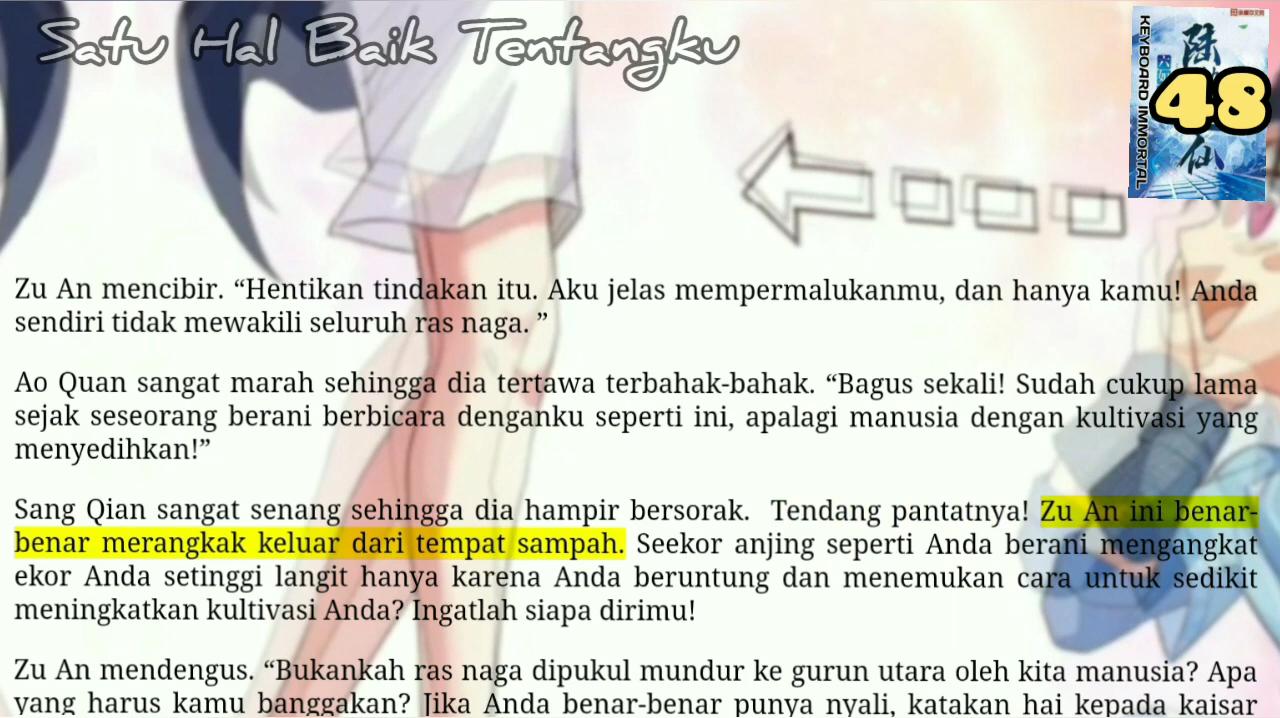 Satu Hal Baik Tentangku
KEYBOARD IMMORTAL
48
Zu An mencibir. “Hentikan tindakan itu. Aku jelas mempermalukanmu, dan hanya kamu! Anda
sendiri tidak mewakili seluruh ras naga. ”
Ao Quan sangat marah sehingga dia tertawa terbahak-bahak. “Bagus sekali! Sudah cukup lama
sejak seseorang berani berbicara denganku seperti ini, apalagi manusia dengan kultivasi yang
menyedihkan!”
Sang Qian sangat senang sehingga dia hampir bersorak.  Tendang pantatnya! Zu An ini benar-
benar merangkak keluar dari tempat sampah. Seekor anjing seperti Anda berani mengangkat
ekor Anda setinggi langit hanya karena Anda beruntung dan menemukan cara untuk sedikit
meningkatkan kultivasi Anda? Ingatlah siapa dirimu!
Zu An mendengus. “Bukankah ras naga dipukul mundur ke gurun utara oleh kita manusia? Apa
yang harus kamu banggakan? Jika Anda benar-benar punya nyali, katakan hai kepada kaisar